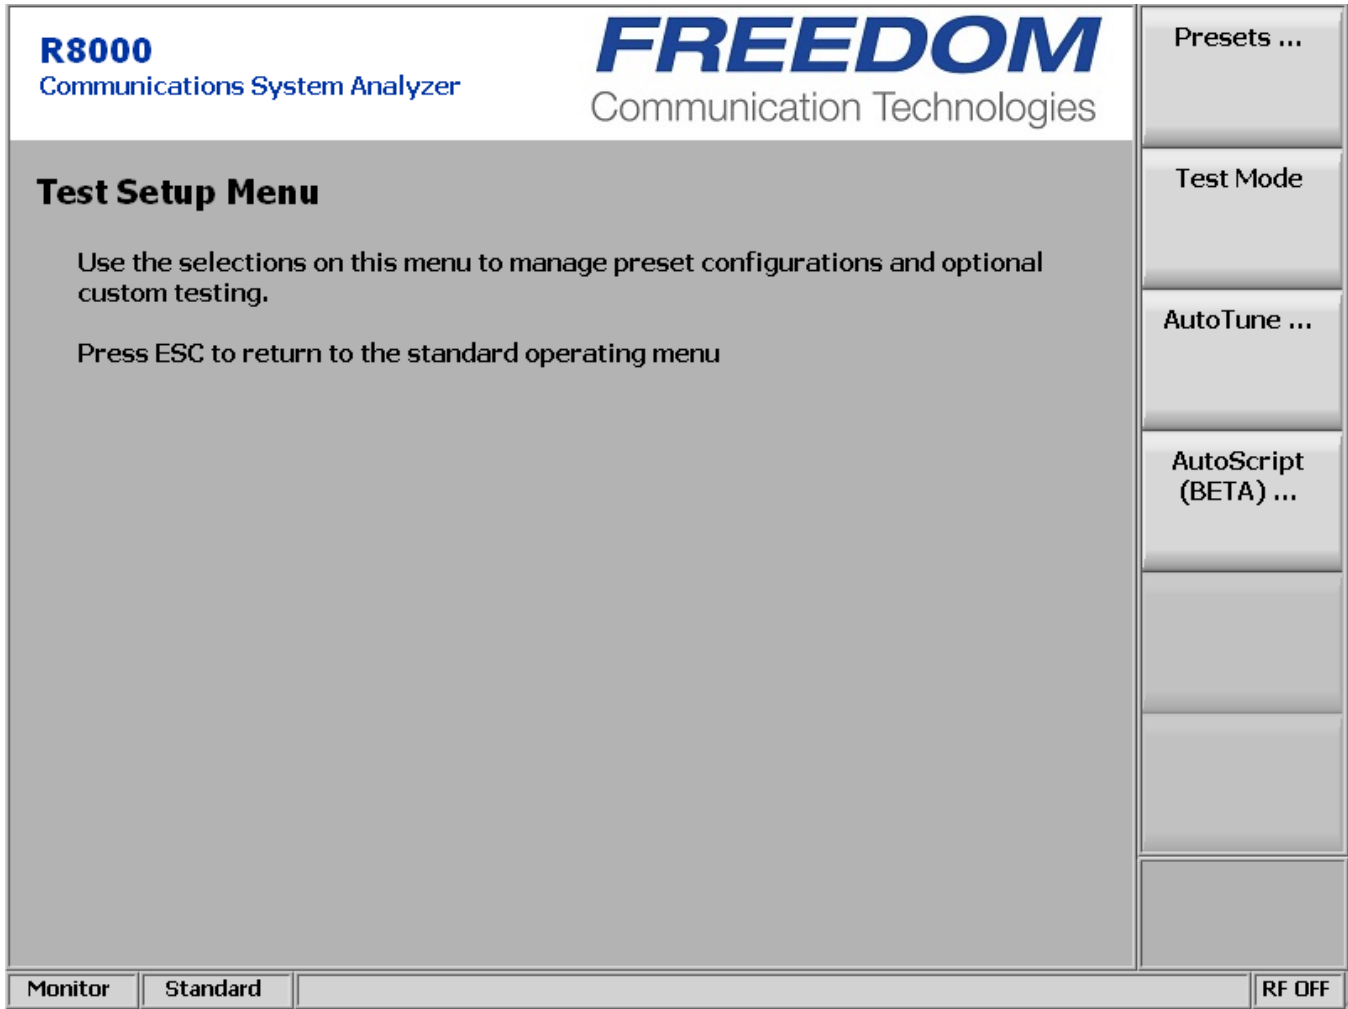 R8000
Communications System Analyzer
FREEDOM
Communication Technologies
Test Setup Menu
Use the selections on this menu to manage preset configurations and optional
custom testing.
Press ESC to return to the standard operating menu
Presets ...
Test Mode
AutoTune ...
AutoScript
(BETA) ...
Monitor
Standard
RF OFF